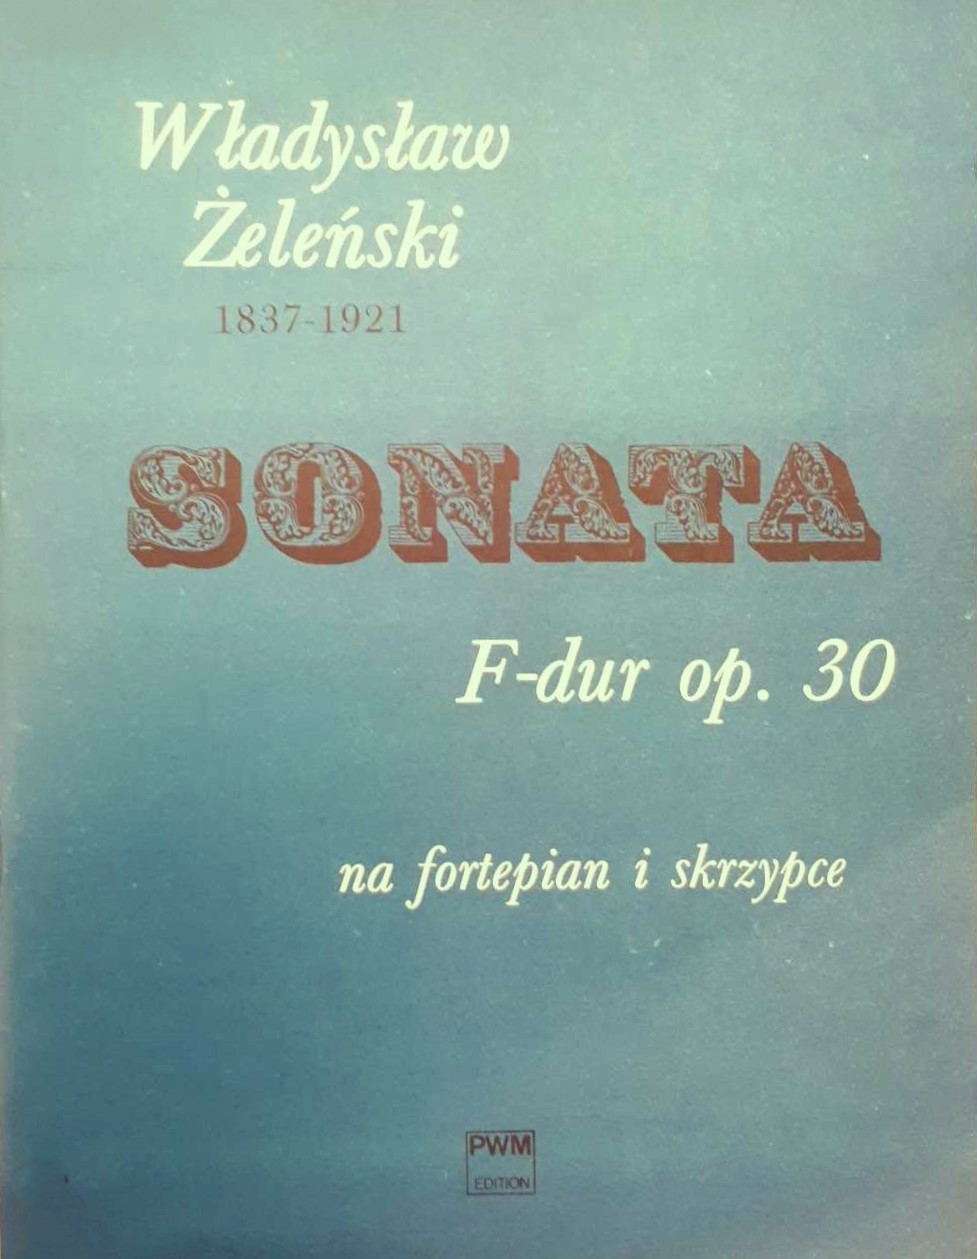 Władysław
Żeleński
1837-1921
SONATA
F-dur op. 30
na fortepian i skrzypce
PWM
EDITION